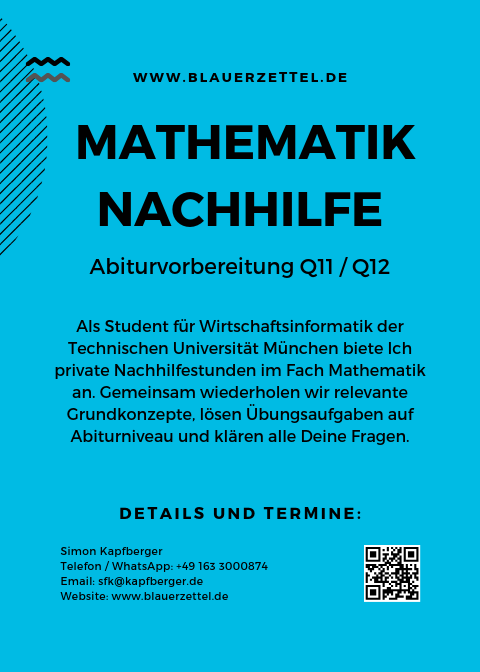 WWW.BLAUERZETTEL.DE
MATHEMATIK
NACHHILFE
Abiturvorbereitung Q11 / Q12
Als Student für Wirtschaftsinformatik der
Technischen Universität München biete Ich
private Nachhilfestunden im Fach Mathematik
an. Gemeinsam wiederholen wir relevante
Grundkonzepte, lösen Übungsaufgaben auf
Abiturniveau und klären alle Deine Fragen.
DETAILS UND TERMINE:
Simon Kapfberger
Telefon / WhatsApp: +49 163 3000874
Email: sfk@kapfberger.de
Website: www.blauerzettel.de